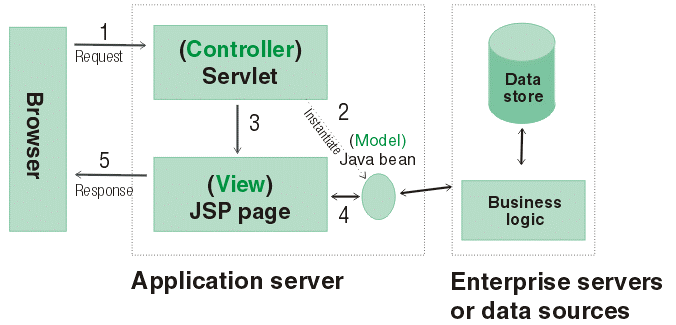 1
Request
Browser
5
Response
(Controller)
Servlet
3
2
Instantiate
(Model)
Java bean
(View)
JSP page
4
Application server
Data
store
Business
logic
Enterprise servers
or data sources